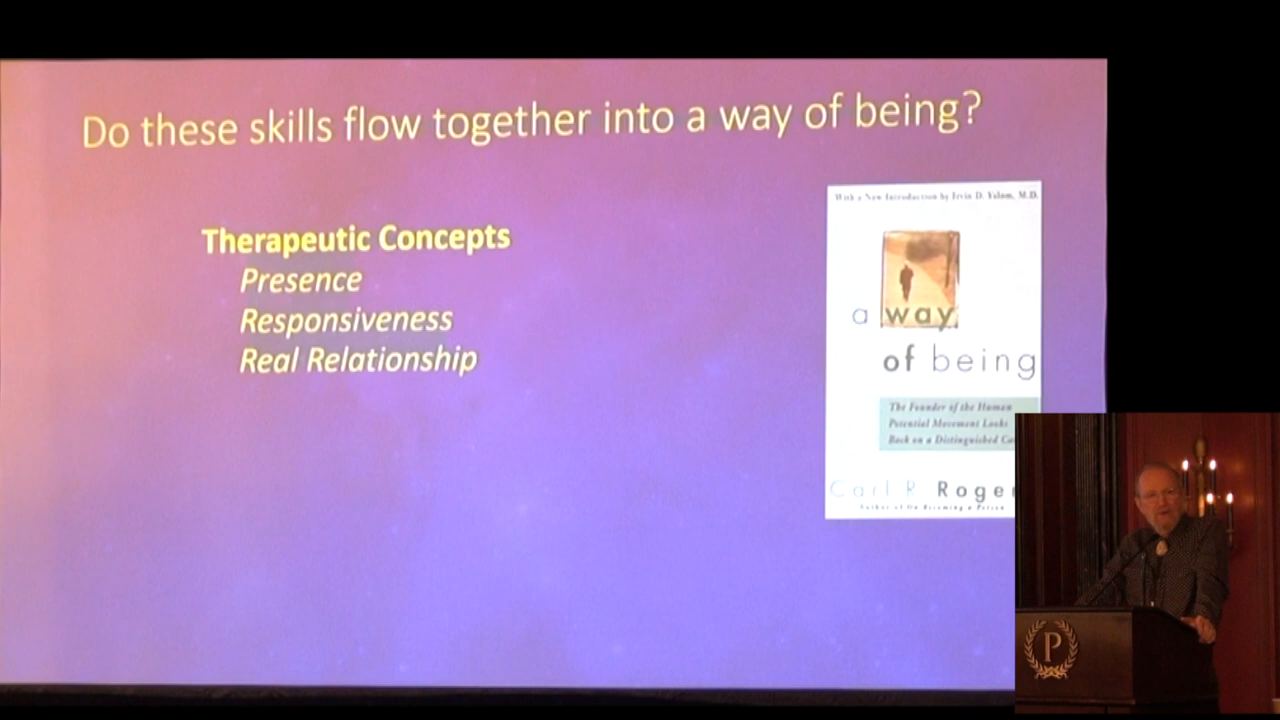 Do these skills flow together into a way of being?
Therapeutic Concepts
Presence
Responsiveness
Real Relationship
With a New Introduction by Irvin D. Yalom, M.D.
a way
of being
The Founder of the Human
Potential Movement Looks
Back on a Distinguished
Carl R. Roger
Author of On Becoming a Person
P